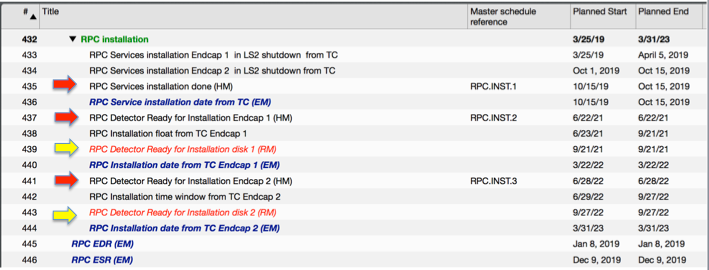 # Title Master schedule reference Planned Start Planned End
432 ▼ RPC installation 3/25/19 3/31/23
433 RPC Services installation Endcap 1 in LS2 shutdown from TC 3/25/19 April 5, 2019
434 RPC Services installation Endcap 2 in LS2 shutdown from TC Oct 1, 2019 Oct 15, 2019
435 RPC Services installation done (HM) RPC.INST.1 10/15/19 Oct 15, 2019
436 RPC Service installation date from TC (EM) 10/15/19 Oct 15, 2019
437 RPC Detector Ready for Installation Endcap 1 (HM) RPC.INST.2 6/22/21 6/22/21
438 RPC Installation float from TC Endcap 1 6/23/21 9/21/21
439 RPC Detector Ready for Installation disk 1 (RM) 9/21/21 9/21/21
440 RPC Installation date from TC Endcap 1 (EM) 3/22/22 3/22/22
441 RPC Detector Ready for Installation Endcap 2 (HM) RPC.INST.3 6/28/22 6/28/22
442 RPC Installation time window from TC Endcap 2 6/29/22 9/27/22
443 RPC Detector Ready for Installation disk 2 (RM) 9/27/22 9/27/22
444 RPC Installation date from TC Endcap 2 (EM) 3/31/23 3/31/23
445 RPC EDR (EM) Jan 8, 2019 Jan 8, 2019
446 RPC ESR (EM) Dec 9, 2019 Dec 9, 2019